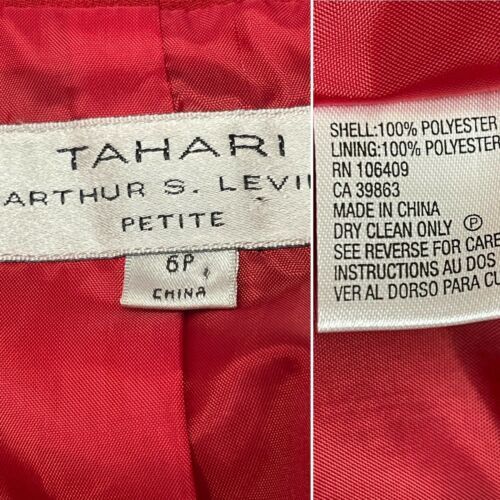 TAHARI
ARTHUR S. LEVI
PETITE
6P
CHINA
SHELL:100% POLYESTER
LINING:100% POLYESTER
RN 106409
CA 39863
MADE IN CHINA
DRY CLEAN ONLY Ⓟ
SEE REVERSE FOR CARE
INSTRUCTIONS AU DOS
VER AL DORSO PARA CU